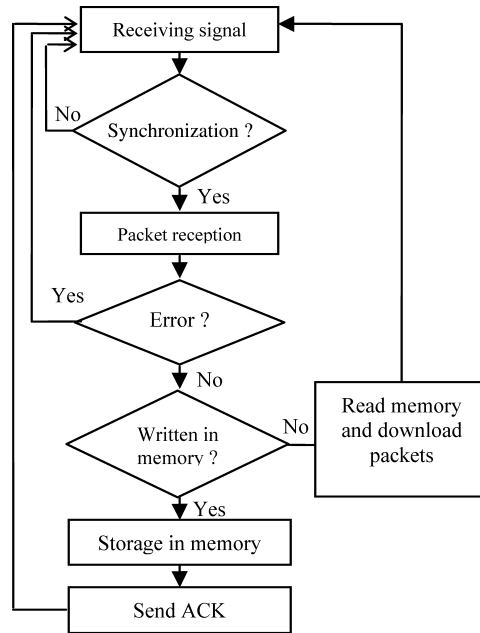 Receiving signal
No
Synchronization ?
Yes
Packet reception
Yes
Error ?
No
Written in
memory ?
No
Read memory
and download
packets
Yes
Storage in memory
Send ACK